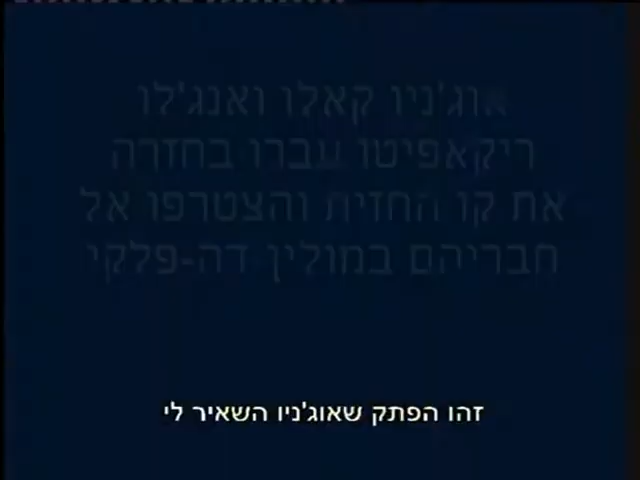 אוג'ניו קאלו ואנג'לו
ריקאפיטו עברו בחזרה
את קו החזית והצטרפו אל
חבריהם במולין דה-פלקי
זהו הפתק שאוג'ניו השאיר לי